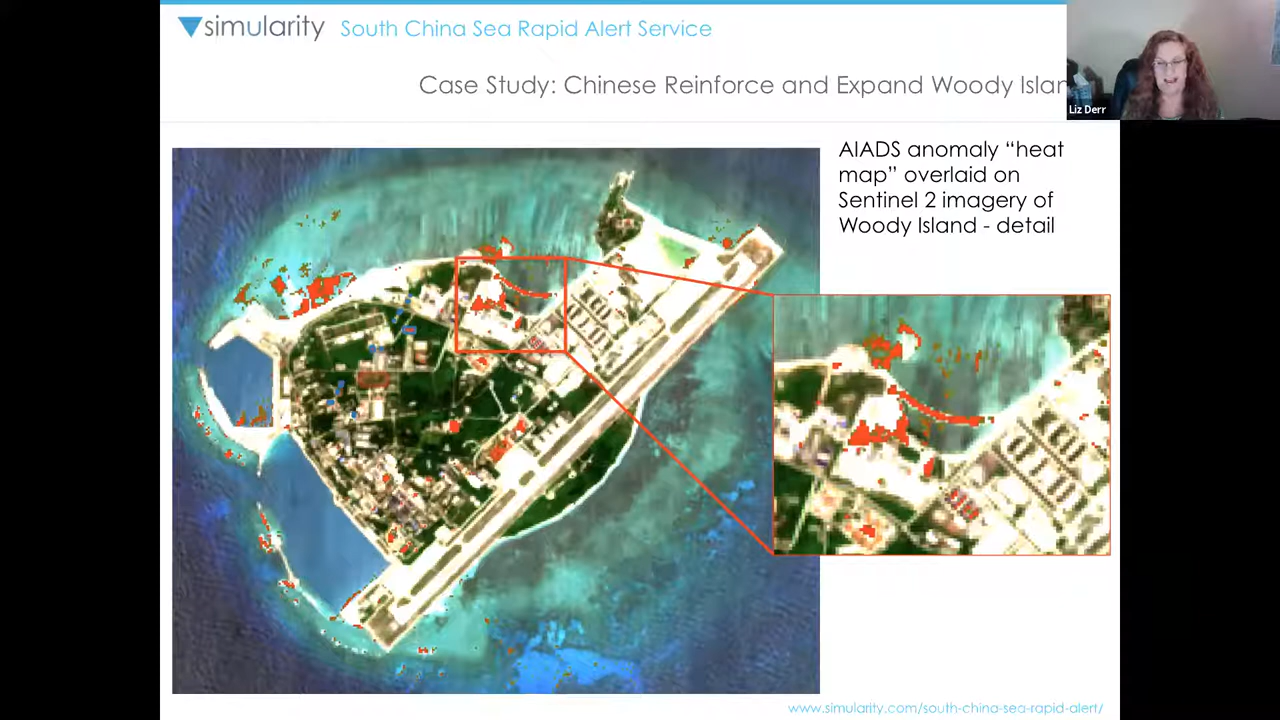 simularity South China Sea Rapid Alert Service
Case Study: Chinese Reinforce and Expand Woody Islan
Liz Derr
AIADS anomaly “heat
map” overlaid on
Sentinel 2 imagery of
Woody Island - detail
www.simularity.com/south-china-sea-rapid-alert/